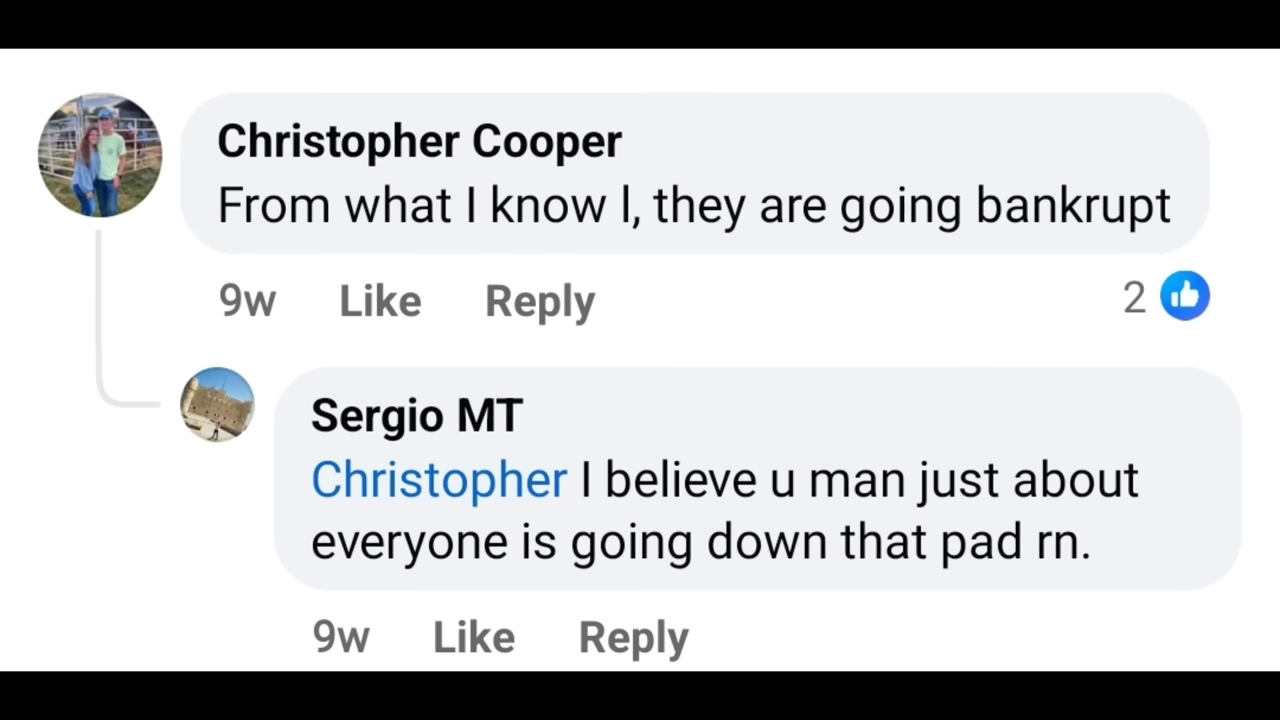 Christopher Cooper
From what I know l, they are going bankrupt
9w Like Reply 2
Sergio MT
Christopher I believe u man just about
everyone is going down that pad rn.
9w Like Reply